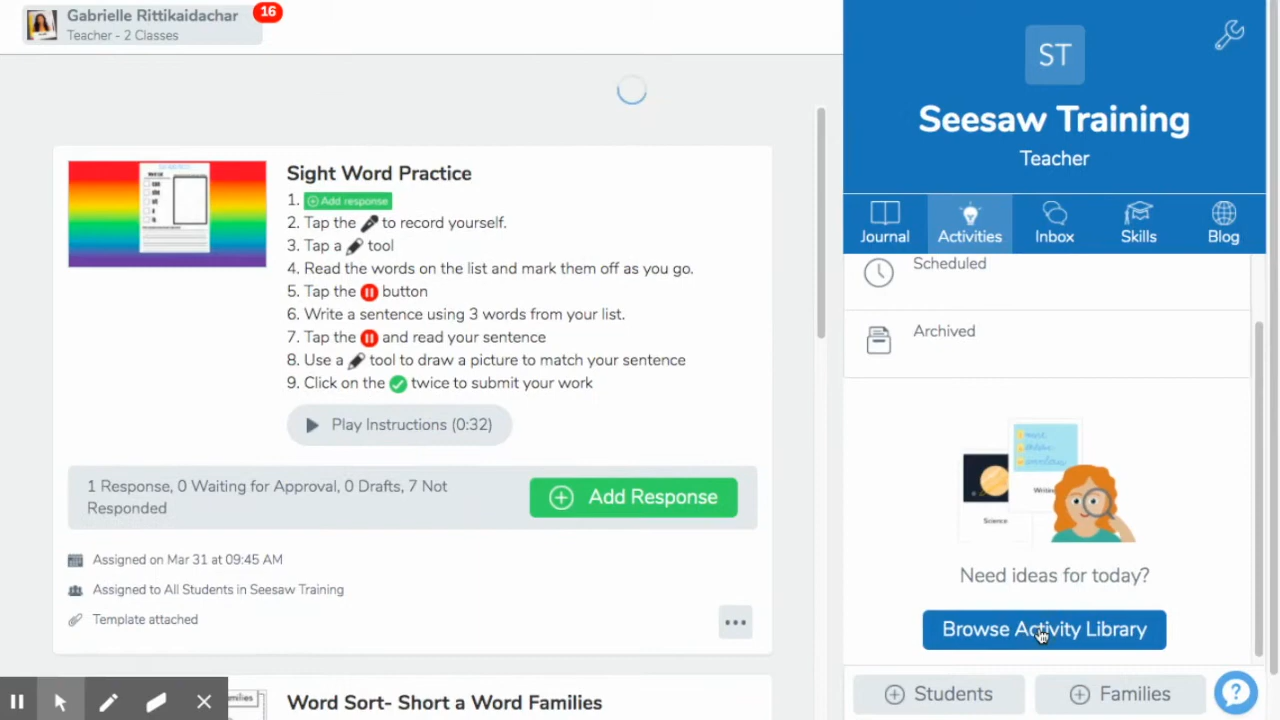 Gabrielle Rittikaidachar
16
Teacher - 2 Classes
ST
Seesaw Training
Teacher
Journal
Activities
Inbox
Skills
Blog
Sight Word Practice
1. Add response
2. Tap the to record yourself.
3. Tap a tool
4. Read the words on the list and mark them off as you go.
5. Tap the button
6. Write a sentence using 3 words from your list.
7. Tap the and read your sentence
8. Use a tool to draw a picture to match your sentence
9. Click on the twice to submit your work
Play Instructions (0:32)
1 Response, 0 Waiting for Approval, 0 Drafts, 7 Not
Responded
Add Response
Assigned on Mar 31 at 09:45 AM
Assigned to All Students in Seesaw Training
Template attached
Word Sort- Short a Word Families
Scheduled
Archived
Science
Need ideas for today?
Browse Activity Library
Students
Families
?